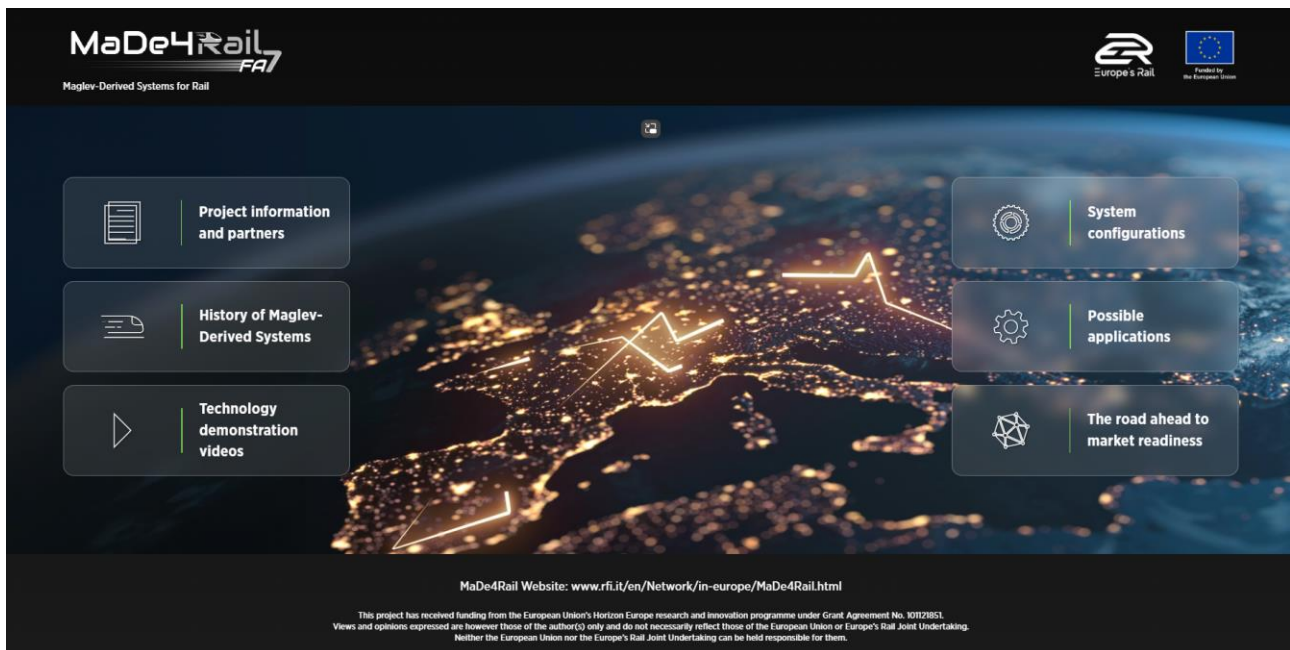 MaDe4Rail
FA7
Maglev-Derived Systems for Rail
Europe's Rail
Funded by
the European Union
Project information
and partners
History of Maglev-
Derived Systems
Technology
demonstration
videos
System
configurations
Possible
applications
The road ahead to
market readiness
MaDe4Rail Website: www.rfi.it/en/Network/in-europe/MaDe4Rail.html
This project has received funding from the European Union's Horizon Europe research and innovation programme under Grant Agreement No. 101121851.
Views and opinions expressed are however those of the author(s) only and do not necessarily reflect those of the European Union or Europe's Rail Joint Undertaking.
Neither the European Union nor the Europe's Rail Joint Undertaking can be held responsible for them.